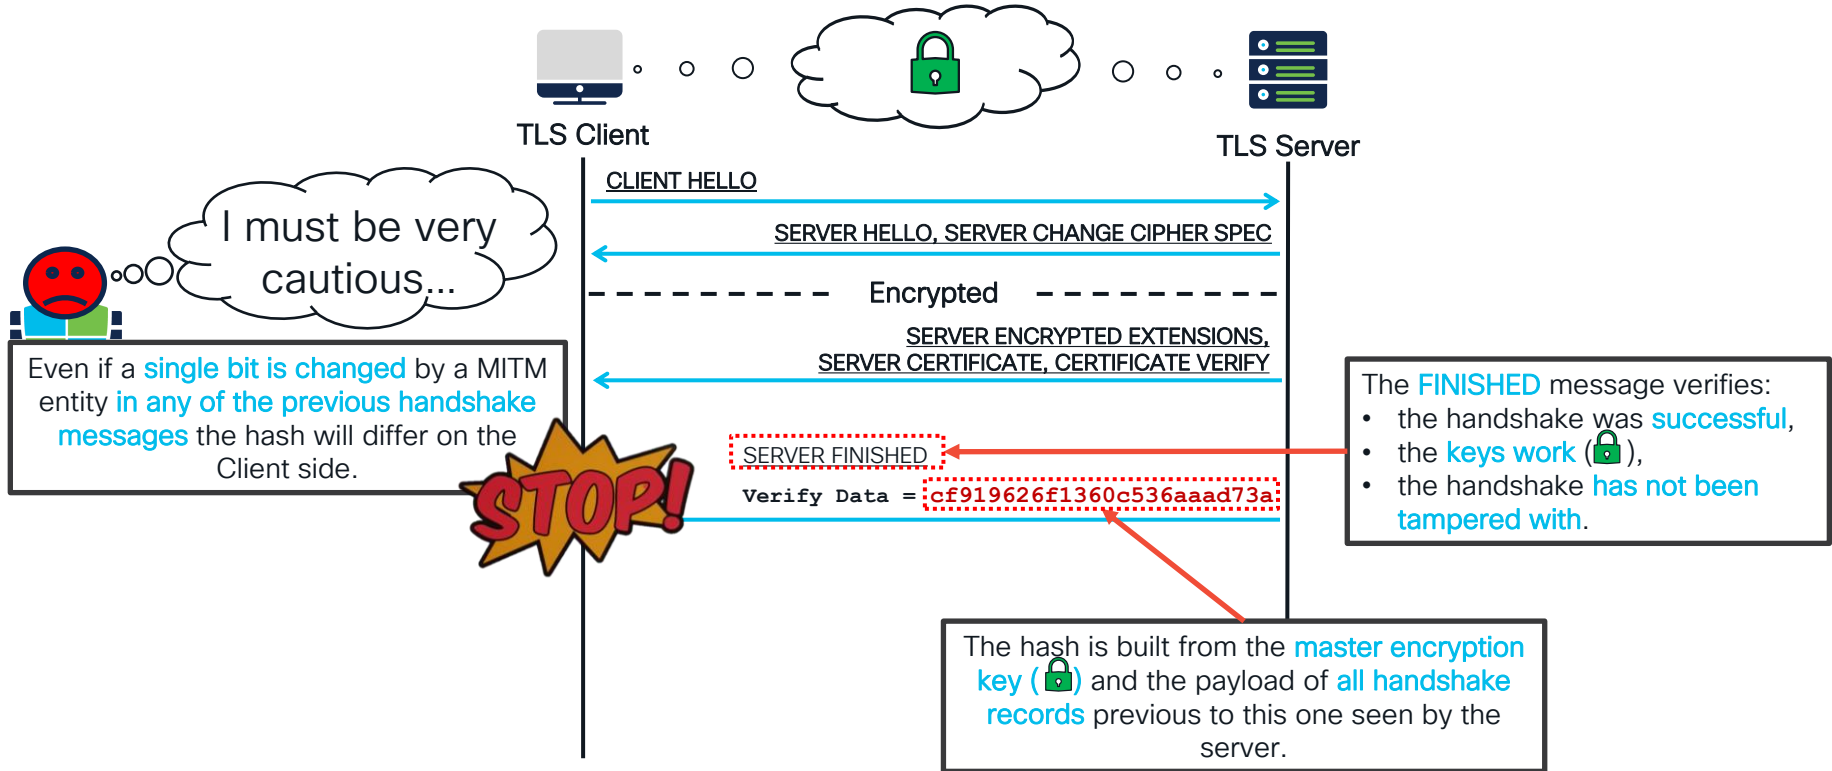 TLS Client
TLS Server
CLIENT HELLO
SERVER HELLO, SERVER CHANGE CIPHER SPEC
I must be very
cautious...
Encrypted
SERVER ENCRYPTED EXTENSIONS,
SERVER CERTIFICATE, CERTIFICATE VERIFY
Even if a single bit is changed by a MITM
entity in any of the previous handshake
messages the hash will differ on the
Client side.
STOP!
SERVER FINISHED
Verify Data = cf919626f1360c536aaad73a
The FINISHED message verifies:
• the handshake was successful,
• the keys work ( ),
• the handshake has not been
tampered with.
The hash is built from the master encryption
key ( ) and the payload of all handshake
records previous to this one seen by the
server.